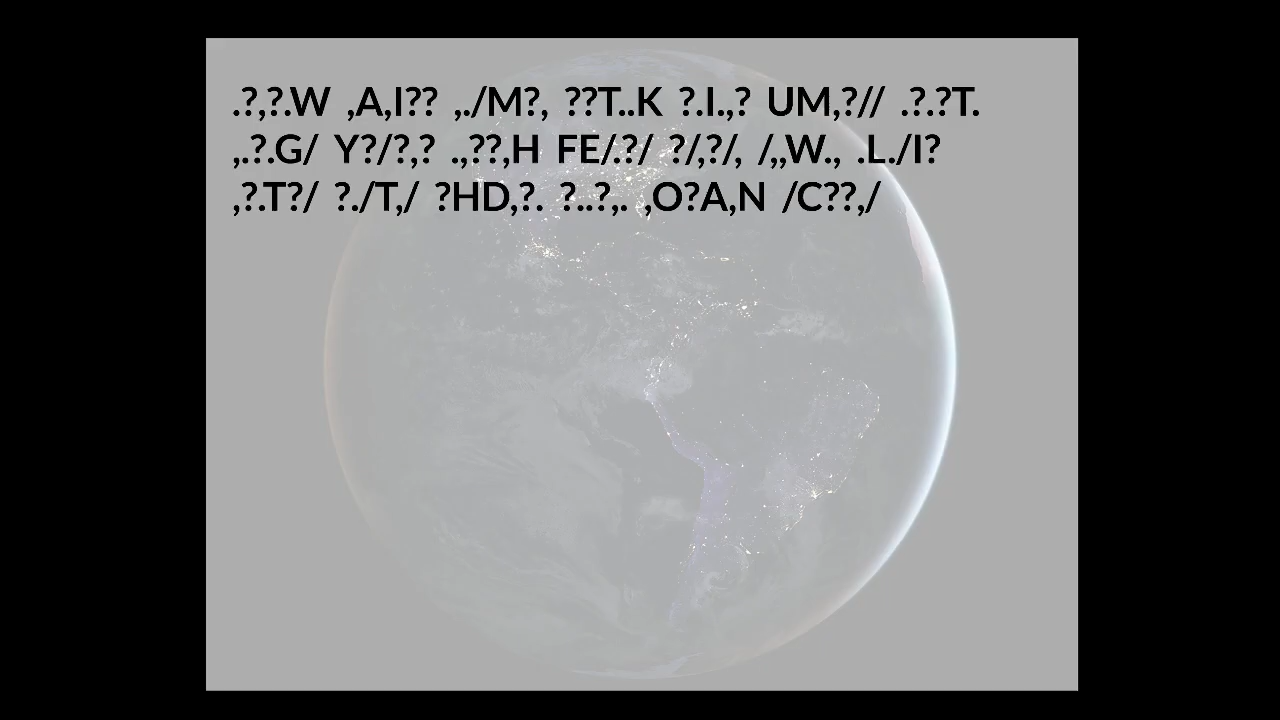 .?,?.W ,A,I?? ,./M?, ??T..K ?.I.,? UM,?// .?.?T.
,.?.G/ Y?/?,? .,??,H FE/.?/ ?/,?/, /,,W., .L./I?
,?.T?/ ?./T,/ ?HD,?. ?..?,. ,O?A,N /C??,/